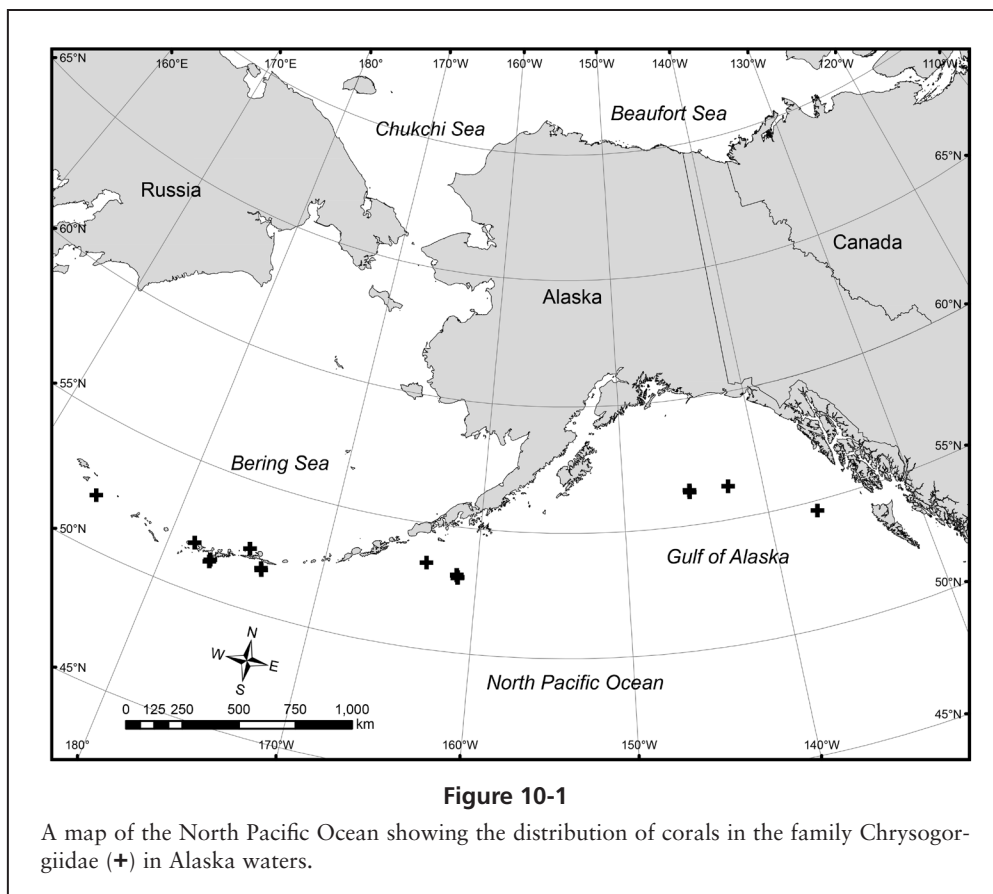 65°N 160°E 170°E 180° 170°W 160°W 150°W 140°W 130°W 120°W 110°W
Beaufort Sea
Chukchi Sea
65°N
Russia
60°N
Canada
Alaska
60°N
55°N
55°N
Bering Sea
50°N
Gulf of Alaska
50°N
N
W E
S
45°N
North Pacific Ocean
0 125 250 500 750 1,000
km
45°N
180° 170°W 160°W 150°W 140°W
Figure 10-1
A map of the North Pacific Ocean showing the distribution of corals in the family Chrysogor-
giidae (+) in Alaska waters.